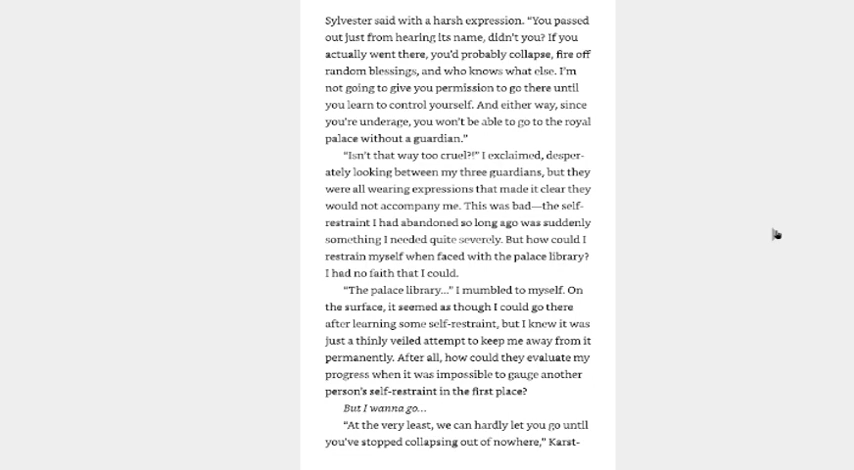 Sylvester said with a harsh expression. “You passed
out just from hearing its name, didn’t you? If you
actually went there, you’d probably collapse, fire off
random blessings, and who knows what else. I’m
not going to give you permission to go there until
you learn to control yourself. And either way, since
you’re underage, you won’t be able to go to the royal
palace without a guardian.”
“Isn’t that way too cruel?!” I exclaimed, desper-
ately looking between my three guardians, but they
were all wearing expressions that made it clear they
would not accompany me. This was bad—the self-
restraint I had abandoned so long ago was suddenly
something I needed quite severely. But how could I
restrain myself when faced with the palace library?
I had no faith that I could.
“The palace library...” I mumbled to myself. On
the surface, it seemed as though I could go there
after learning some self-restraint, but I knew it was
just a thinly veiled attempt to keep me away from it
permanently. After all, how could they evaluate my
progress when it was impossible to gauge another
person’s self-restraint in the first place?
But I wanna go...
“At the very least, we can hardly let you go until
you’ve stopped collapsing out of nowhere,” Karst-